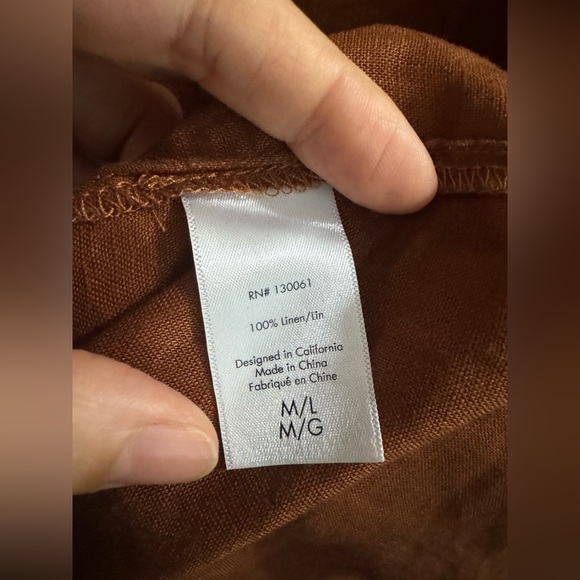 RN# 130061
100% Linen/Lin
Designed in California
Made in China
Fabriqué en Chine
M/L
M/G